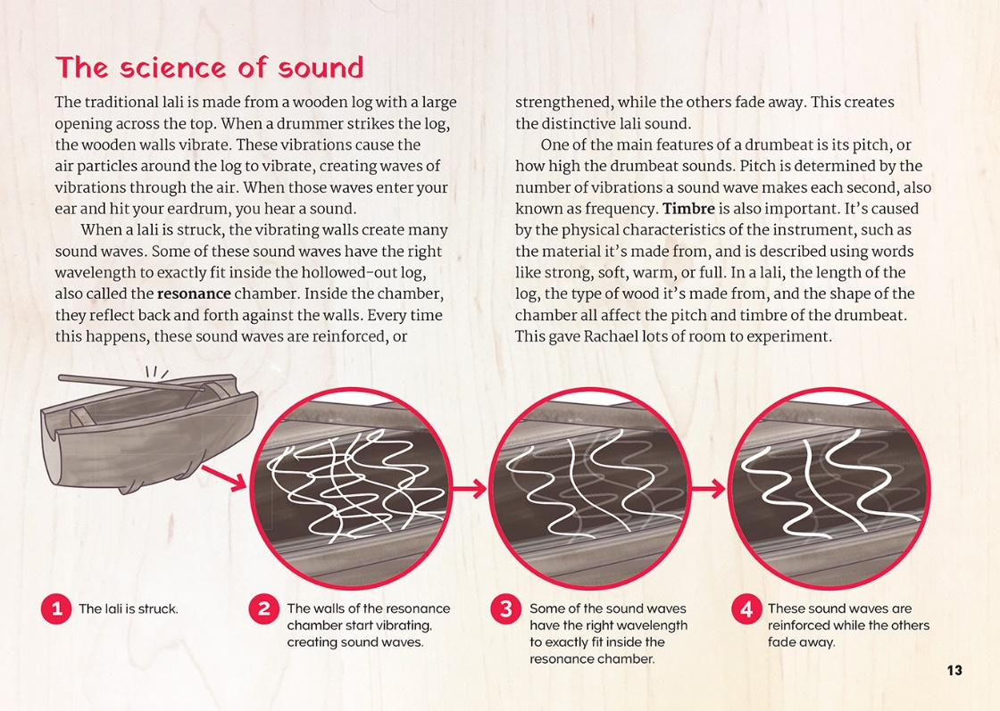 The science of sound
The traditional lali is made from a wooden log with a large
opening across the top. When a drummer strikes the log,
the wooden walls vibrate. These vibrations cause the
air particles around the log to vibrate, creating waves of
vibrations through the air. When those waves enter your
ear and hit your eardrum, you hear a sound.
When a lali is struck, the vibrating walls create many
sound waves. Some of these sound waves have the right
wavelength to exactly fit inside the hollowed-out log,
also called the resonance chamber. Inside the chamber,
they reflect back and forth against the walls. Every time
this happens, these sound waves are reinforced, or
strengthened, while the others fade away. This creates
the distinctive lali sound.
One of the main features of a drumbeat is its pitch, or
how high the drumbeat sounds. Pitch is determined by the
number of vibrations a sound wave makes each second, also
known as frequency. Timbre is also important. It’s caused
by the physical characteristics of the instrument, such as
the material it’s made from, and is described using words
like strong, soft, warm, or full. In a lali, the length of the
log, the type of wood it’s made from, and the shape of the
chamber all affect the pitch and timbre of the drumbeat.
This gave Rachael lots of room to experiment.
1 The lali is struck.
2 The walls of the resonance
chamber start vibrating,
creating sound waves.
3 Some of the sound waves
have the right wavelength
to exactly fit inside the
resonance chamber.
4 These sound waves are
reinforced while the others
fade away.
13